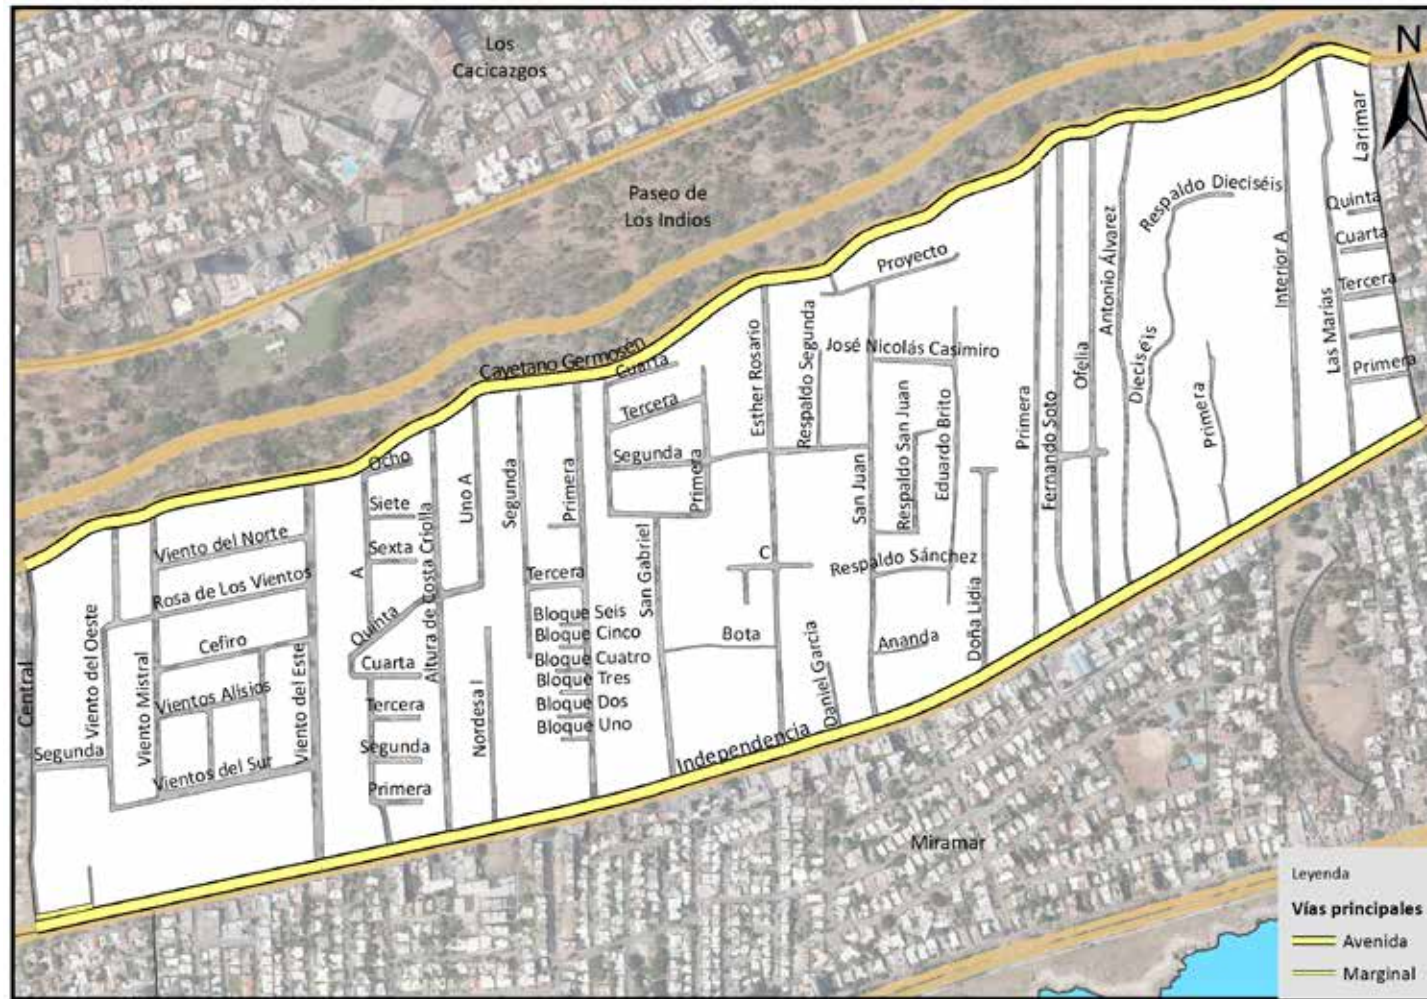 Los
Cacicazgos
N
Paseo de
Los Indios
Larimar
Respaldo Dieciséis
Quinta
Cuarta
Tercera
Primera
Las Marías
Interior A
Antonio Álvarez
Dieciséis
Primera
Ofelia
Fernando Soto
Primera
Proyecto
José Nicolás Casimiro
Respaldo Segunda
Esther Rosario
Respaldo San Juan
Eduardo Brito
San Juan
Respaldo Sánchez
Doña Lidia
Ananda
Daniel Garcia
C
Bota
Cayetano Germosén
Cuarta
Tercera
Segunda
Primera
San Gabriel
Primera
Segunda
Uno A
Tercera
Bloque Seis
Bloque Cinco
Bloque Cuatro
Bloque Tres
Bloque Dos
Bloque Uno
Nordesa I
Altura de Costa Criolla
Ocho
Siete
Sexta
A
Quinta
Cuarta
Tercera
Segunda
Primera
Viento del Norte
Rosa de Los Vientos
Cefiro
Vientos Alisios
Vientos del Sur
Viento del Este
Viento Mistral
Viento del Oeste
Segunda
Central
Independencia
Miramar
Leyenda
Vías principales
Avenida
Marginal